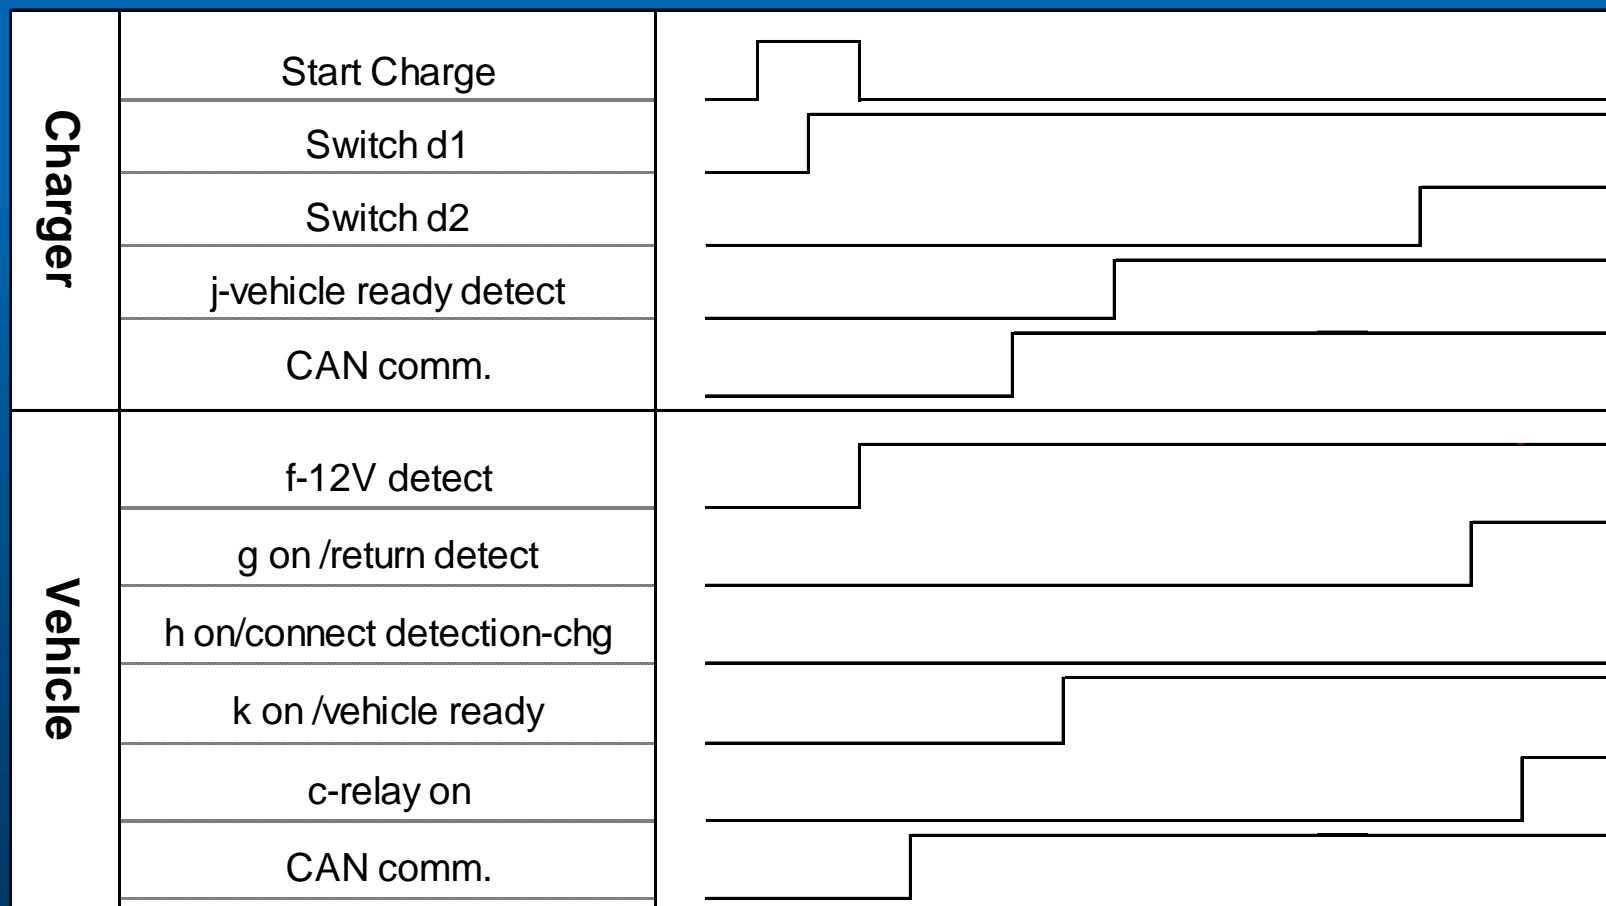 Charger
Start Charge
Switch d1
Switch d2
j-vehicle ready detect
CAN comm.
Vehicle
f-12V detect
g on /return detect
h on/connect detection-chg
k on /vehicle ready
c-relay on
CAN comm.